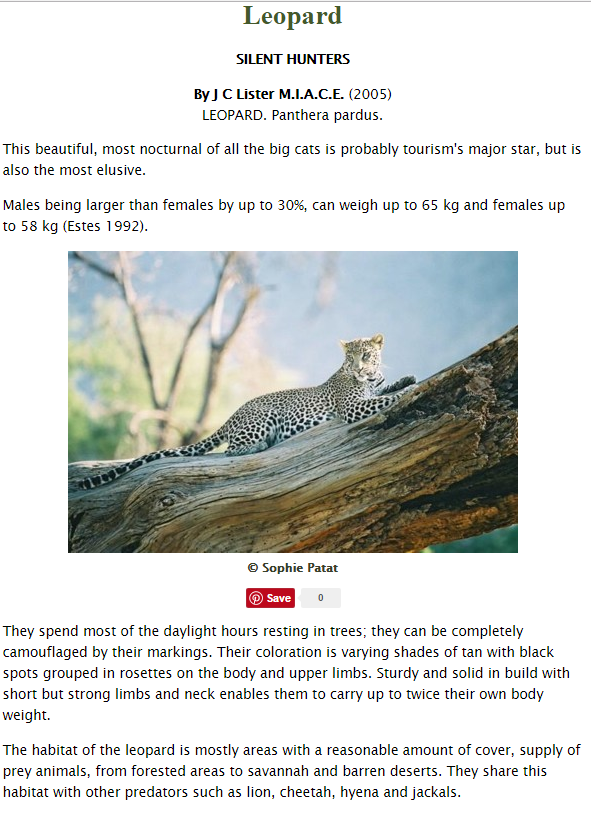 Leopard
SILENT HUNTERS
By J C Lister M.I.A.C.E. (2005)
LEOPARD. Panthera pardus.
This beautiful, most nocturnal of all the big cats is probably tourism's major star, but is
also the most elusive.
Males being larger than females by up to 30%, can weigh up to 65 kg and females up
to 58 kg (Estes 1992).
© Sophie Patat
Save 0
They spend most of the daylight hours resting in trees; they can be completely
camouflaged by their markings. Their coloration is varying shades of tan with black
spots grouped in rosettes on the body and upper limbs. Sturdy and solid in build with
short but strong limbs and neck enables them to carry up to twice their own body
weight.
The habitat of the leopard is mostly areas with a reasonable amount of cover, supply of
prey animals, from forested areas to savannah and barren deserts. They share this
habitat with other predators such as lion, cheetah, hyena and jackals.